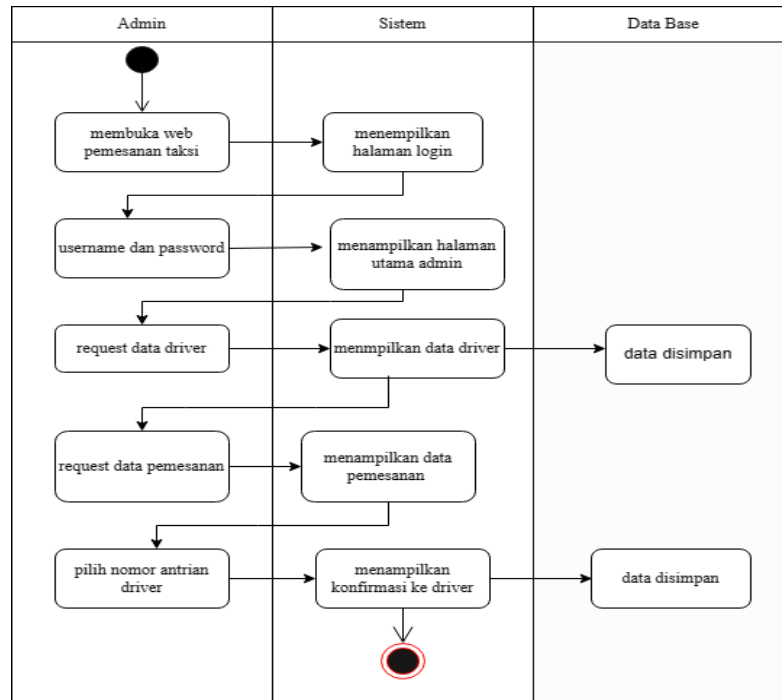 Admin
Sistem
Data Base
membuka web
pemesanan taksi
menempilkan
halaman login
username dan password
menampilkan halaman
utama admin
request data driver
menmpilkan data driver
data disimpan
request data pemesanan
menampilkan data
pemesanan
pilih nomor antrian
driver
menampilkan
konfirmasi ke driver
data disimpan